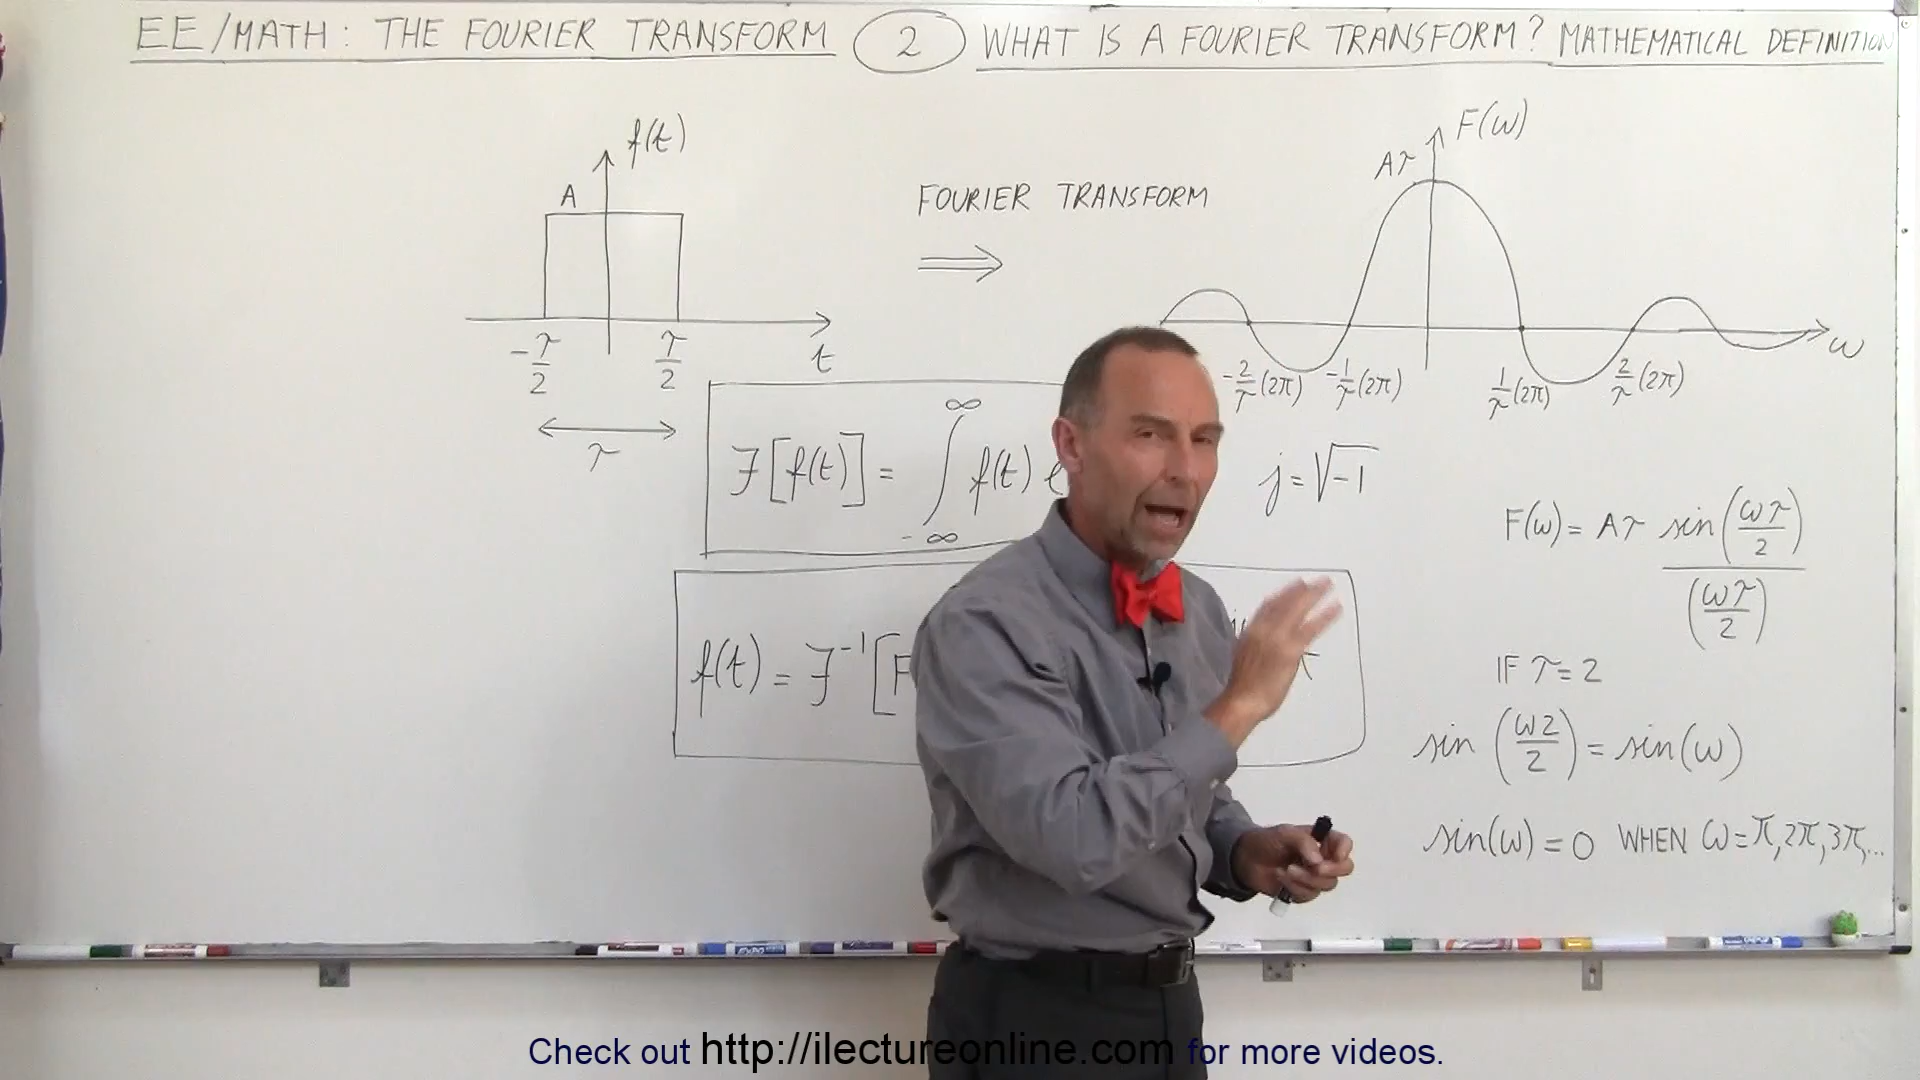 EE/MATH: THE FOURIER TRANSFORM 2 WHAT IS A FOURIER TRANSFORM? MATHEMATICAL DEFINITION
f(t)
A
-τ/2 τ/2 t
τ
FOURIER TRANSFORM
⇒
F(ω)
Aτ
-2/τ(2π) -1/τ(2π) 1/τ(2π) 2/τ(2π) ω
ℱ[f(t)] = ∫_{-∞}^{∞} f(t) e
j=√-1
f(t) = ℱ⁻¹[F
F(ω)= Aτ sin(ωτ/2)/(ωτ/2)
IF τ=2
sin(ω2/2)=sin(ω)
sin(ω)=0 WHEN ω=π,2π,3π,...
Check out http://ilectureonline.com for more videos.